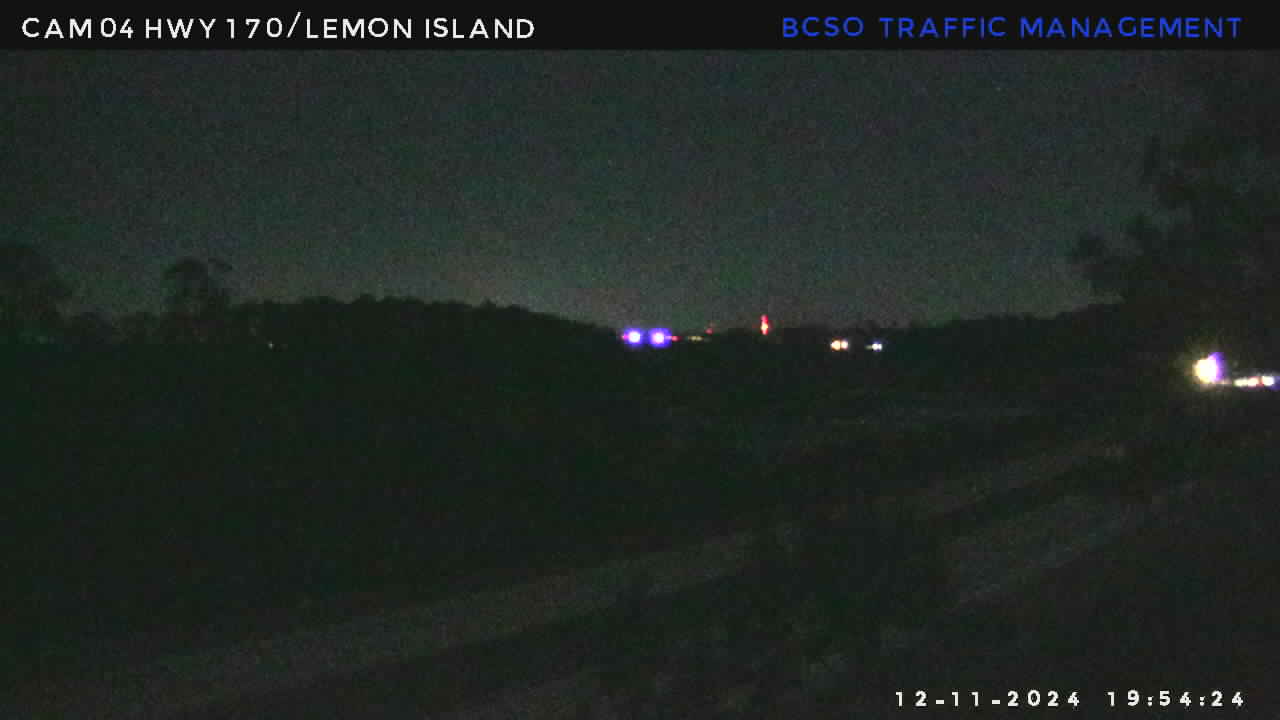 CAM04 HWY 170/LEMON ISLAND
BCSO TRAFFIC MANAGEMENT
12-11-2024 19:54:24